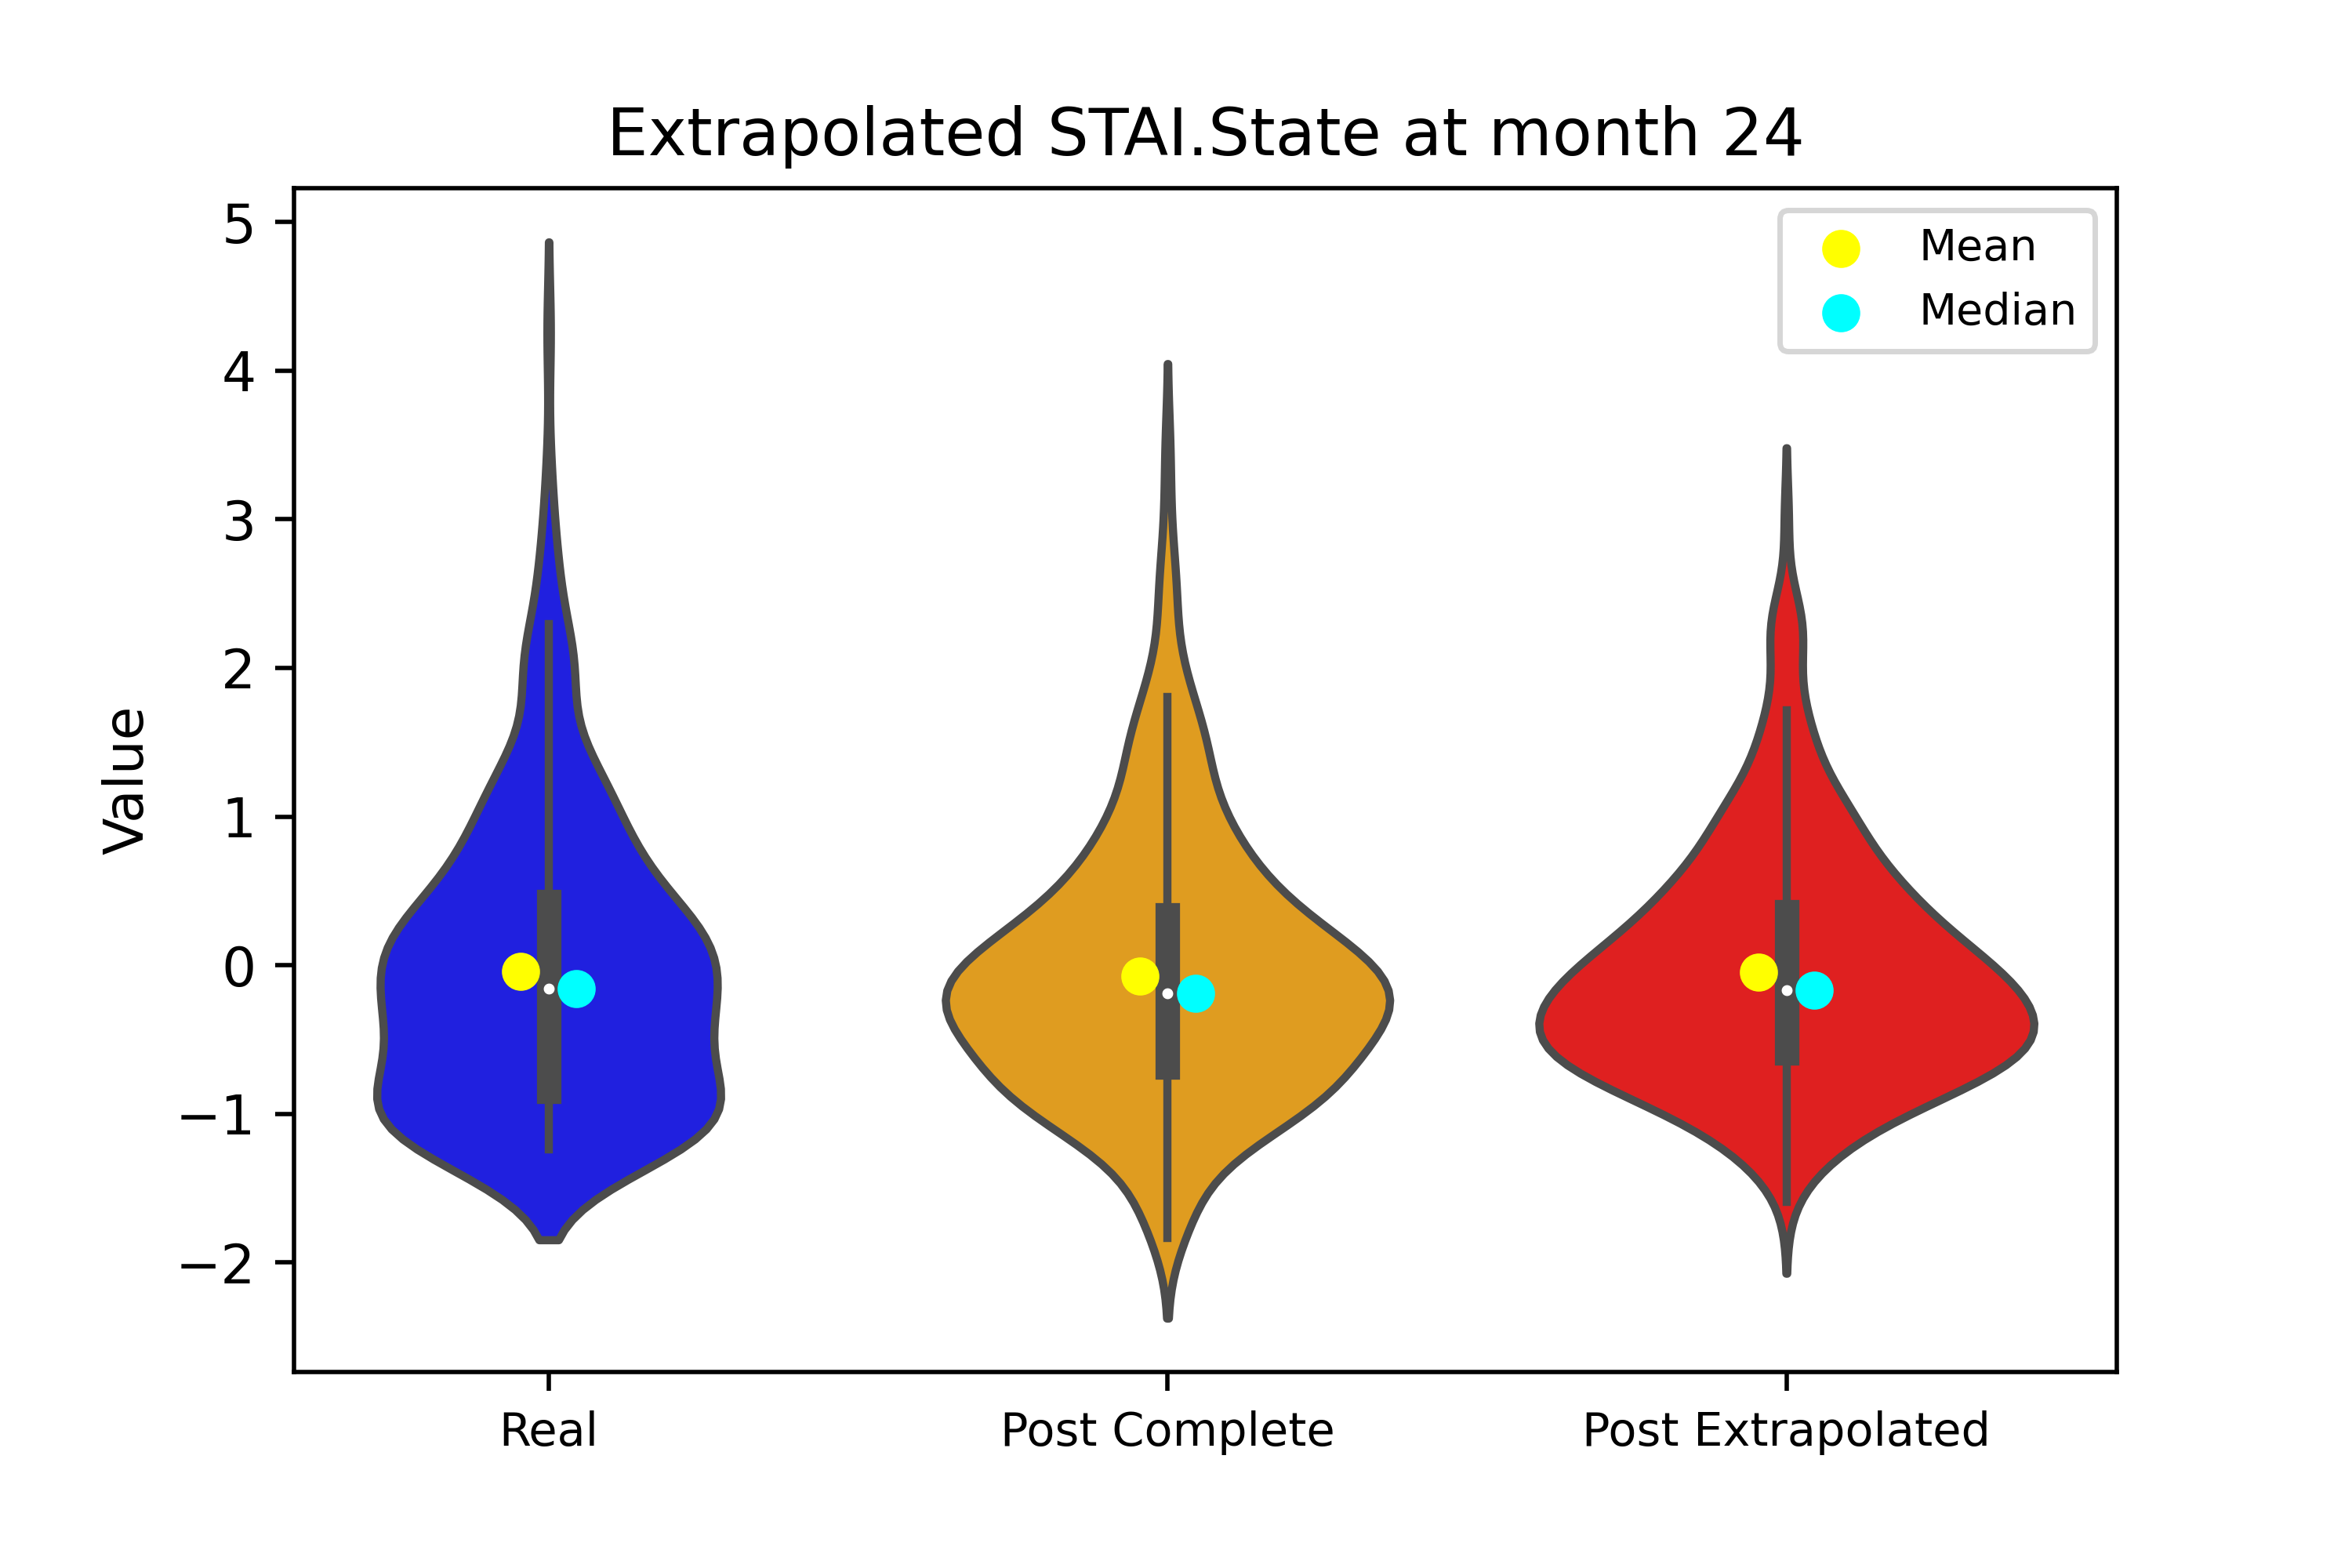 Extrapolated STAI.State at month 24
Mean
Median
5
4
3
2
1
0
−1
−2
Value
Real
Post Complete
Post Extrapolated